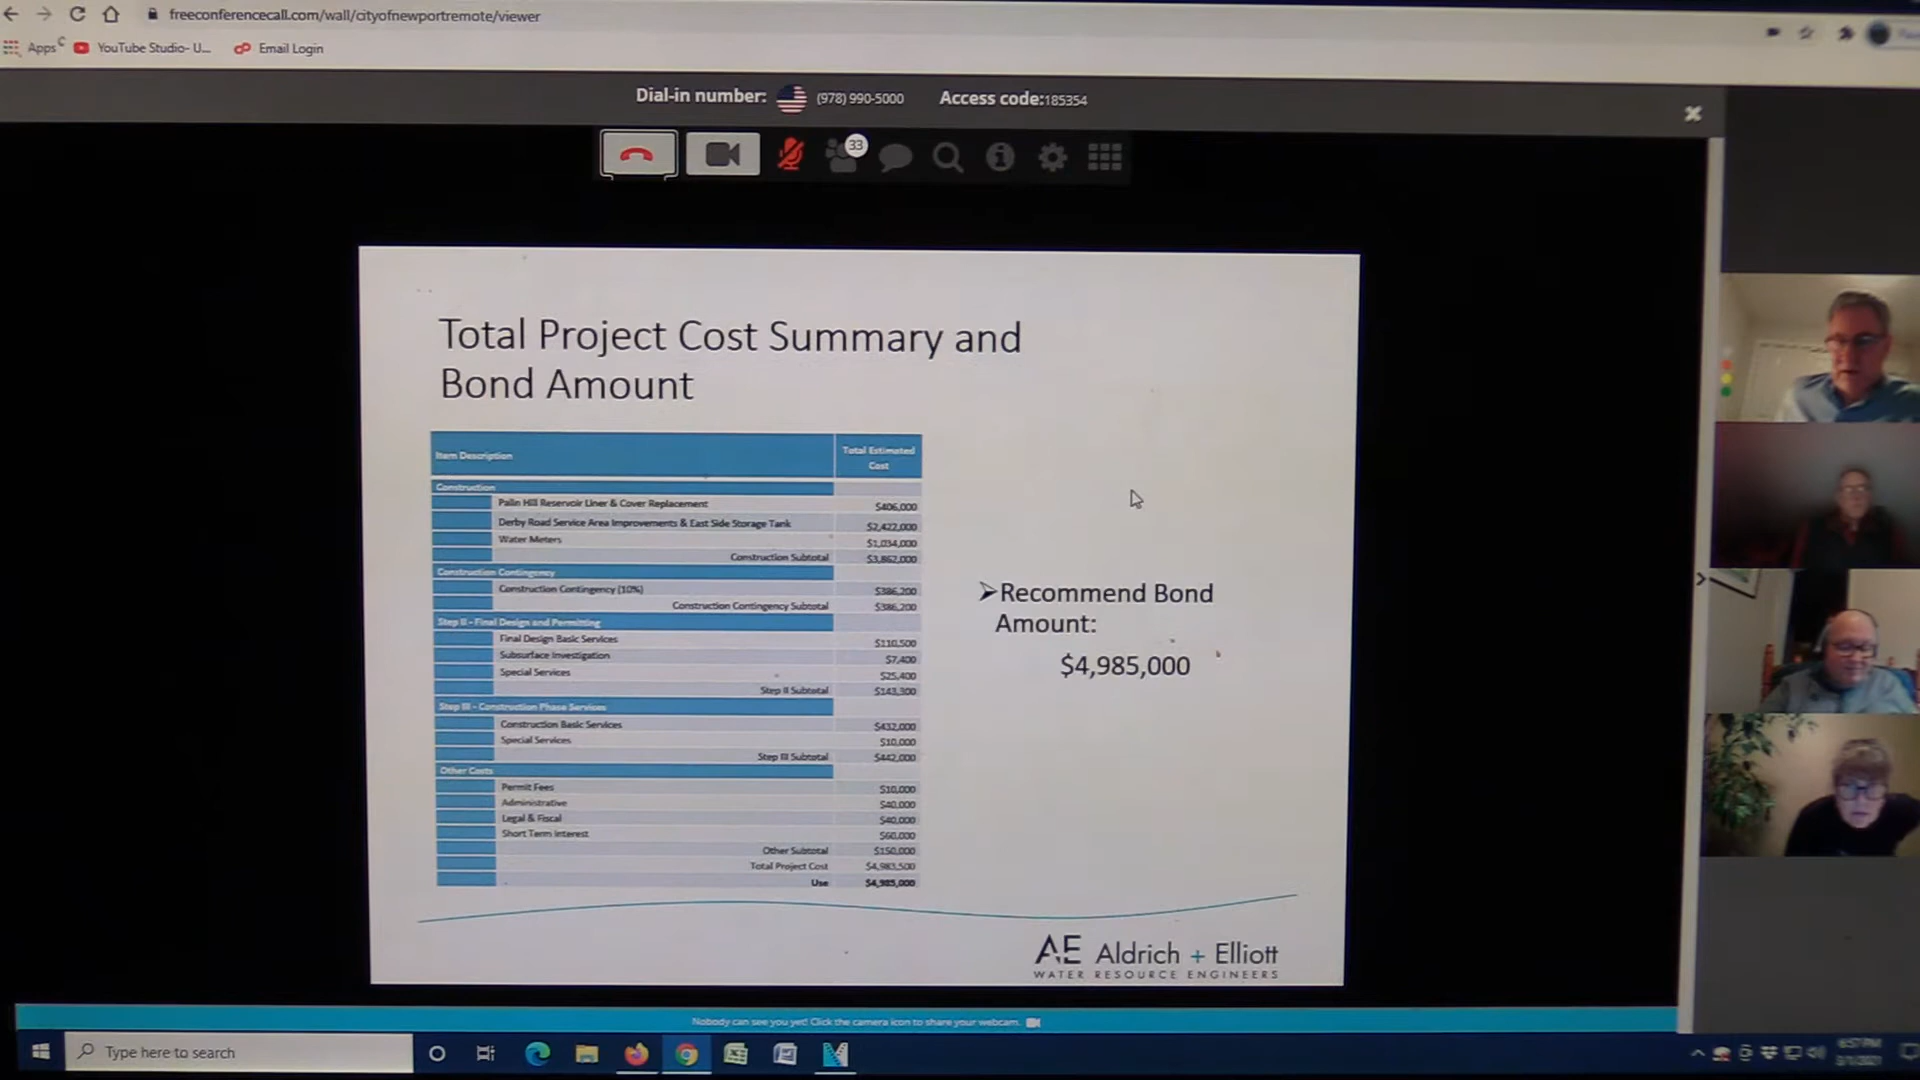 freeconferencecall.com/wall/cityofnewportremote/viewer
Apps
YouTube Studio- U...
Email Login
Dial-in number: (978) 990-5000 Access code:185354
33
Total Project Cost Summary and
Bond Amount
Item Description
Total Estimated
Cost
Construction
Palin Hill Reservoir Liner & Cover Replacement $406,000
Derby Road Service Area Improvements & East Side Storage Tank $2,422,000
Water Meters $1,034,000
Construction Subtotal $3,862,000
Construction Contingency
Construction Contingency (10%) $386,200
Construction Contingency Subtotal $386,200
Step II - Final Design and Permitting
Final Design Basic Services $110,500
Subsurface Investigation $7,400
Special Services $25,400
Step II Subtotal $143,300
Step III - Construction Phase Services
Construction Basic Services $432,000
Special Services $10,000
Step III Subtotal $442,000
Other Costs
Permit Fees $10,000
Administrative $40,000
Legal & Fiscal $40,000
Short Term Interest $60,000
Other Subtotal $150,000
Total Project Cost $4,983,500
Use $4,985,000
➢Recommend Bond
Amount:
$4,985,000
AE Aldrich + Elliott
WATER RESOURCE ENGINEERS
Nobody can see you yet! Click the camera icon to share your webcam.
Type here to search
6:57 PM